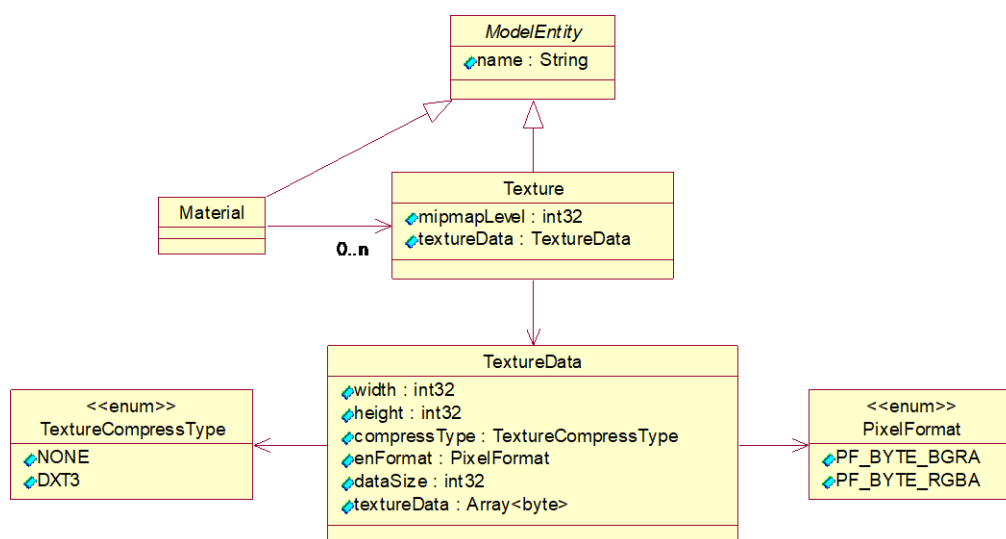 ModelEntity
name : String
Texture
mipmapLevel : int32
textureData : TextureData
Material
0..n
TextureData
width : int32
height : int32
compressType : TextureCompressType
enFormat : PixelFormat
dataSize : int32
textureData : Array<byte>
<<enum>>
TextureCompressType
NONE
DXT3
<<enum>>
PixelFormat
PF_BYTE_BGRA
PF_BYTE_RGBA